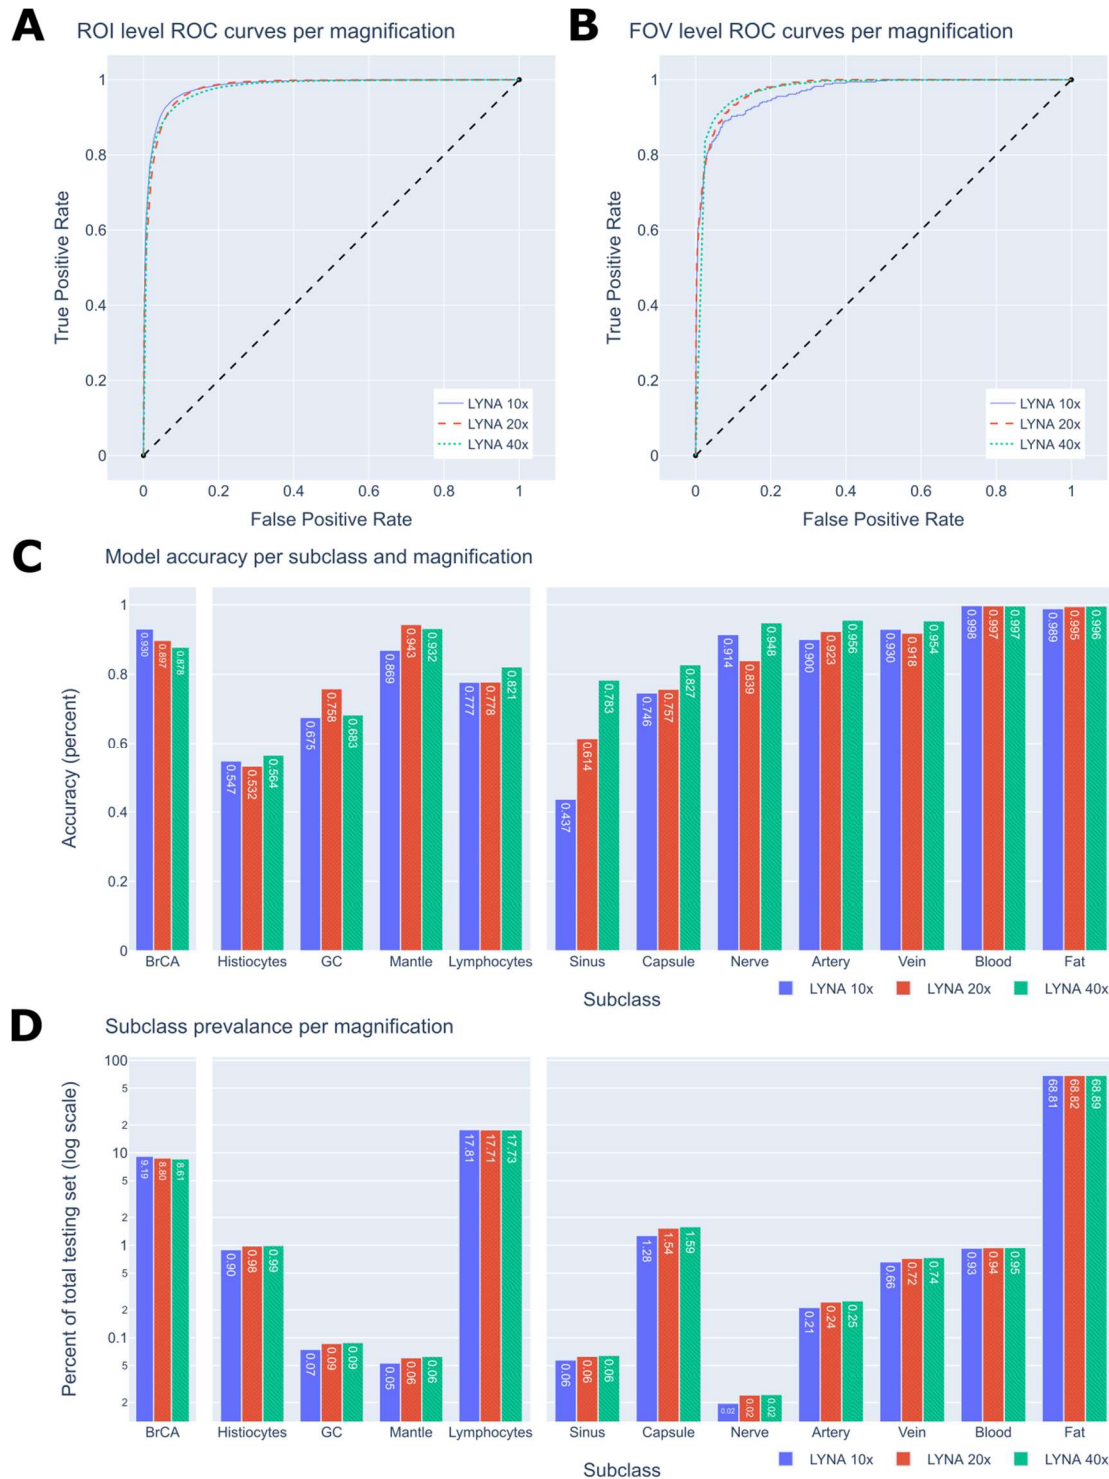 A ROI level ROC curves per magnification
1
0.8
0.6
0.4
0.2
0
True Positive Rate
LYNA 10x
LYNA 20x
LYNA 40x
0 0.2 0.4 0.6 0.8 1
False Positive Rate
B FOV level ROC curves per magnification
1
0.8
0.6
0.4
0.2
0
True Positive Rate
LYNA 10x
LYNA 20x
LYNA 40x
0 0.2 0.4 0.6 0.8 1
False Positive Rate
C Model accuracy per subclass and magnification
1
0.8
0.6
0.4
0.2
0
Accuracy (percent)
0.930 0.897 0.878
0.547 0.532 0.564
0.675 0.758 0.683
0.869 0.943 0.932
0.777 0.778 0.821
0.437 0.614 0.783
0.746 0.757 0.827
0.914 0.839 0.948
0.900 0.923 0.956
0.930 0.918 0.954
0.998 0.997 0.997
0.989 0.995 0.996
BrCA Histiocytes GC Mantle Lymphocytes Sinus Capsule Nerve Artery Vein Blood Fat
Subclass
LYNA 10x LYNA 20x LYNA 40x
D Subclass prevalance per magnification
100
5
2
10
5
2
1
5
2
0.1
5
2
Percent of total testing set (log scale)
9.19 8.80 8.61
0.90 0.98 0.99
0.07 0.09 0.09
0.05 0.06 0.06
17.81 17.71 17.73
0.06 0.06 0.06
1.28 1.54 1.59
0.02 0.02 0.02
0.21 0.24 0.25
0.66 0.72 0.74
0.93 0.94 0.95
68.81 68.82 68.89
BrCA Histiocytes GC Mantle Lymphocytes Sinus Capsule Nerve Artery Vein Blood Fat
Subclass
LYNA 10x LYNA 20x LYNA 40x